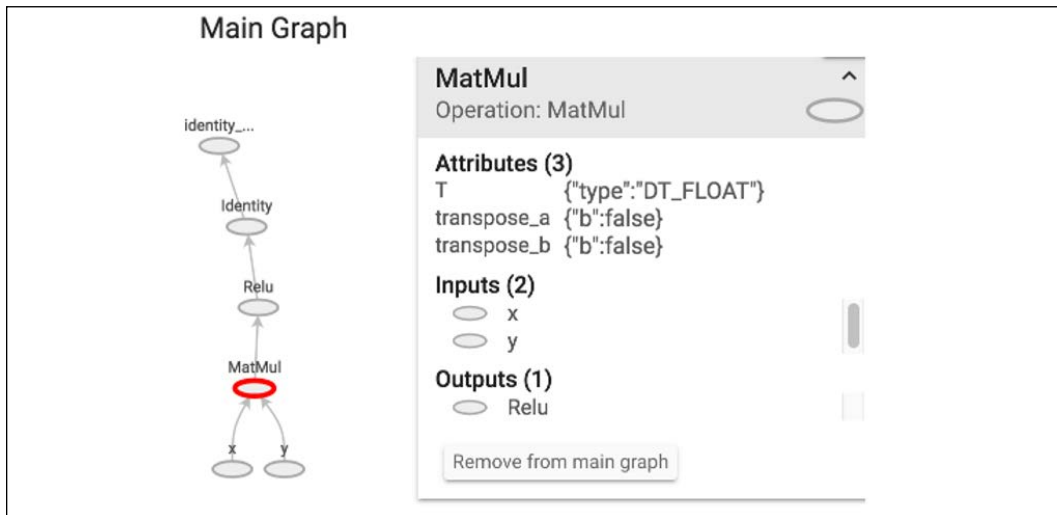 Main Graph
identity_...
Identity
Relu
MatMul
x y
MatMul
Operation: MatMul
Attributes (3)
T {"type":"DT_FLOAT"}
transpose_a {"b":false}
transpose_b {"b":false}
Inputs (2)
x
y
Outputs (1)
Relu
Remove from main graph